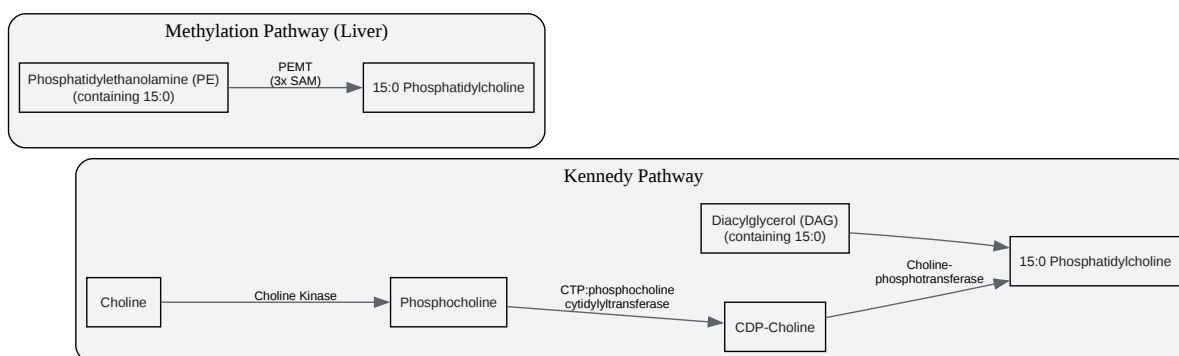 Methylation Pathway (Liver)
Phosphatidylethanolamine (PE)
(containing 15:0)
PEMT
(3x SAM)
15:0 Phosphatidylcholine
Kennedy Pathway
Diacylglycerol (DAG)
(containing 15:0)
15:0 Phosphatidylcholine
Choline
Choline Kinase
Phosphocholine
CTP:phosphocholine
cytidylyltransferase
CDP-Choline
Choline-
phosphotransferase